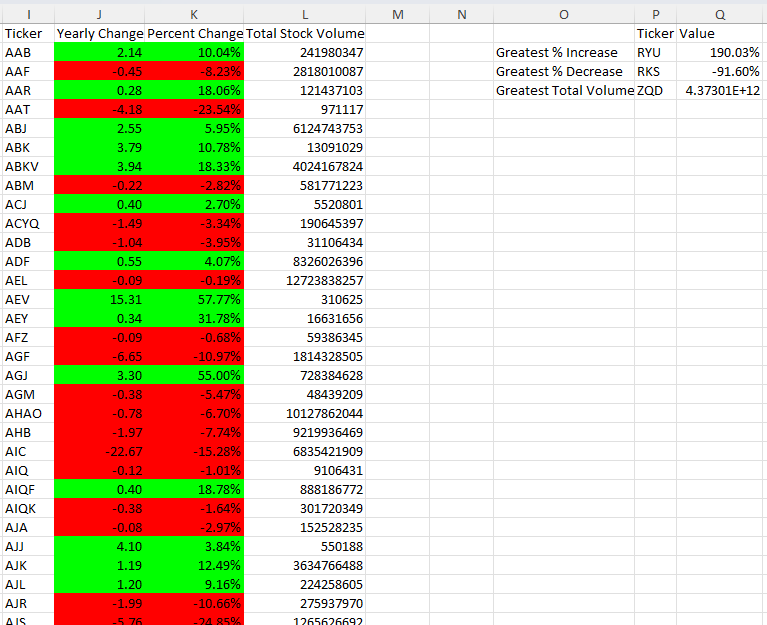 I J K L M N O P Q
Ticker Yearly Change Percent Change Total Stock Volume Ticker Value
AAB 2.14 10.04% 241980347 Greatest % Increase RYU 190.03%
AAF -0.45 -8.23% 2818010087 Greatest % Decrease RKS -91.60%
AAR 0.28 18.06% 121437103 Greatest Total Volume ZQD 4.37301E+12
AAT -4.18 -23.54% 971117
ABJ 2.55 5.95% 6124743753
ABK 3.79 10.78% 13091029
ABKV 3.94 18.33% 4024167824
ABM -0.22 -2.82% 581771223
ACJ 0.40 2.70% 5520801
ACYQ -1.49 -3.34% 190645397
ADB -1.04 -3.95% 31106434
ADF 0.55 4.07% 8326026396
AEL -0.09 -0.19% 12723838257
AEV 15.31 57.77% 310625
AEY 0.34 31.78% 16631656
AFZ -0.09 -0.68% 59386345
AGF -6.65 -10.97% 1814328505
AGJ 3.30 55.00% 728384628
AGM -0.38 -5.47% 48439209
AHAO -0.78 -6.70% 10127862044
AHB -1.97 -7.74% 9219936469
AIC -22.67 -15.28% 6835421909
AIQ -0.12 -1.01% 9106431
AIQF 0.40 18.78% 888186772
AIQK -0.38 -1.64% 301720349
AJA -0.08 -2.97% 152528235
AJJ 4.10 3.84% 550188
AJK 1.19 12.49% 3634766488
AJL 1.20 9.16% 224258605
AJR -1.99 -10.66% 275937970
AJS -5.76 -24.85% 1265626692